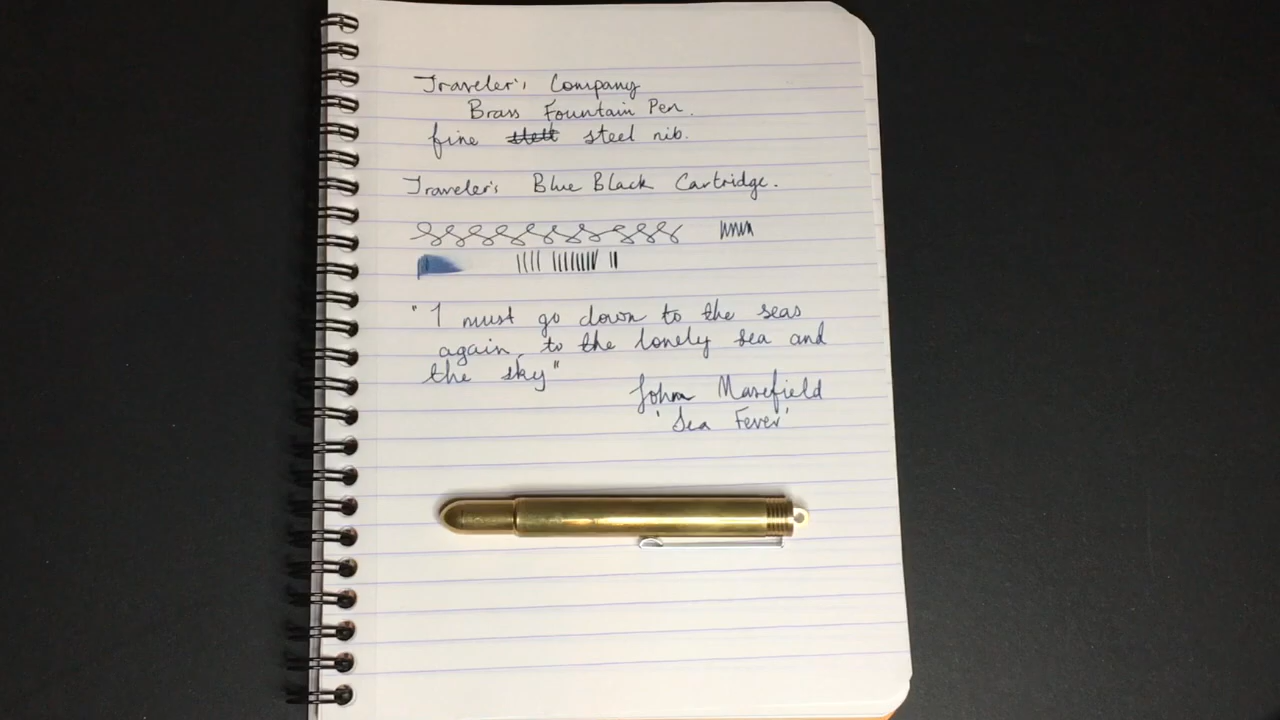 Traveler's Company
Brass Fountain Pen.
fine steel nib.
Traveler's Blue Black Cartridge.
"I must go down to the seas
again, to the lonely sea and
the sky"
John Masefield
'Sea Fever'